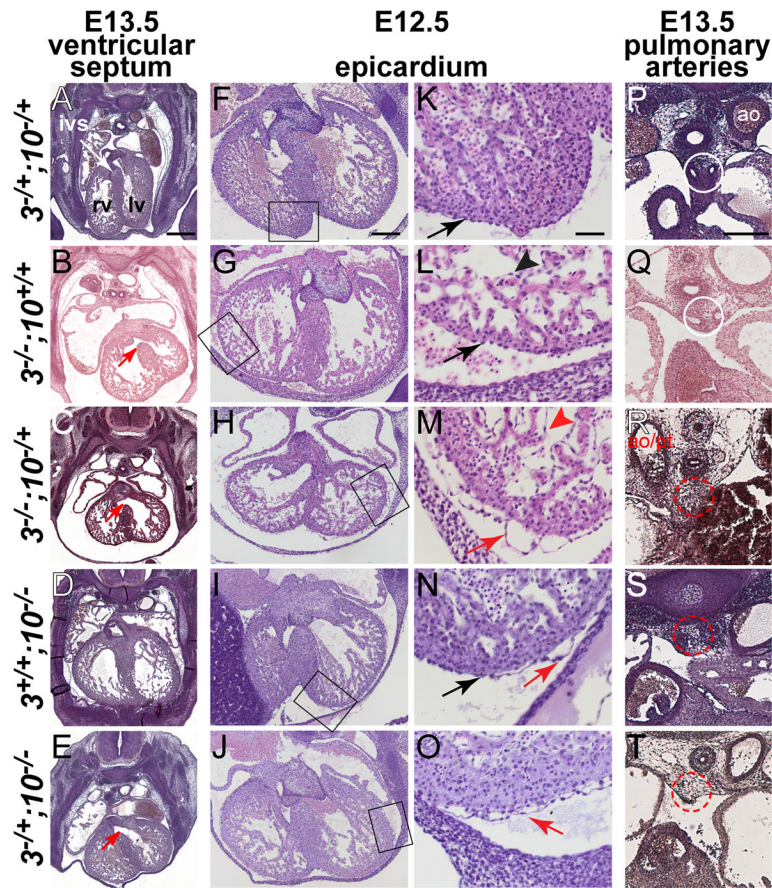 E13.5
ventricular
septum
E12.5
epicardium
E13.5
pulmonary
arteries
3-/+;10-/+
A
ivs
rv
lv
F
K
P
ao
3-/-;10+/+
B
G
L
Q
3-/-;10-/+
C
H
M
R
ao/pt
3+/+;10-/-
D
I
N
S
3-/+;10-/-
E
J
O
T